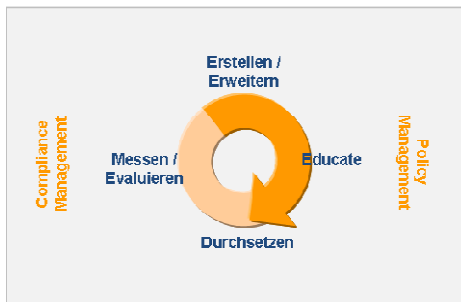 Erstellen /
Erweitern
Compliance
Management
Messen /
Evaluieren
Educate
Policy
Management
Durchsetzen